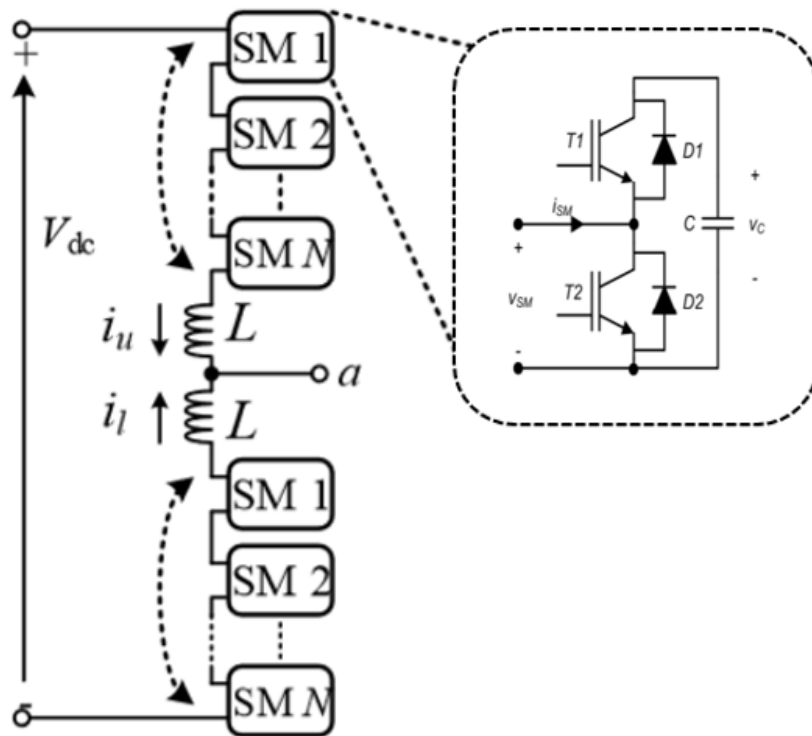 +
SM 1
SM 2
SM N
V_dc
i_u
L
a
i_l
L
SM 1
SM 2
SM N
-
T1
D1
i_SM
+
C
v_C
+
-
v_SM
T2
D2
-